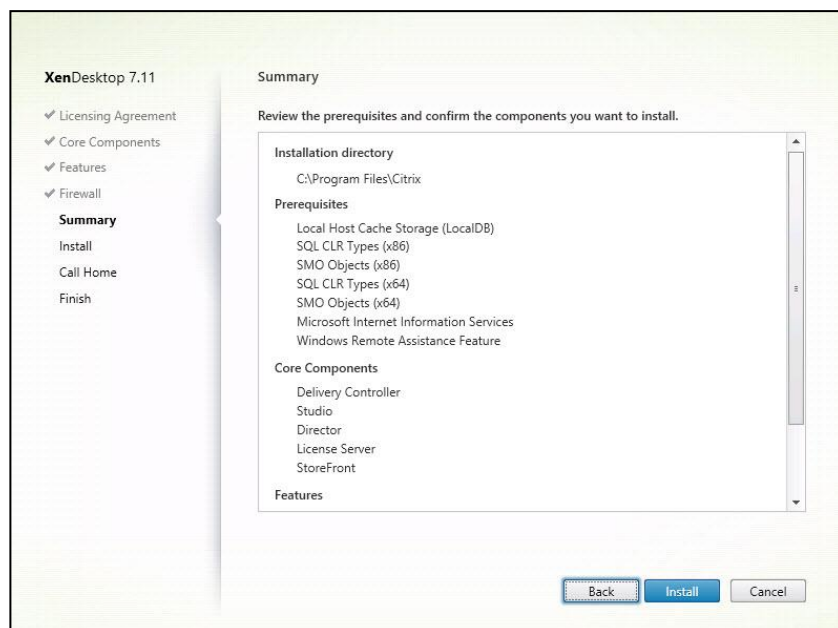 XenDesktop 7.11
Licensing Agreement
Core Components
Features
Firewall
Summary
Install
Call Home
Finish
Summary
Review the prerequisites and confirm the components you want to install.
Installation directory
C:\Program Files\Citrix
Prerequisites
Local Host Cache Storage (LocalDB)
SQL CLR Types (x86)
SMO Objects (x86)
SQL CLR Types (x64)
SMO Objects (x64)
Microsoft Internet Information Services
Windows Remote Assistance Feature
Core Components
Delivery Controller
Studio
Director
License Server
StoreFront
Features
Back
Install
Cancel